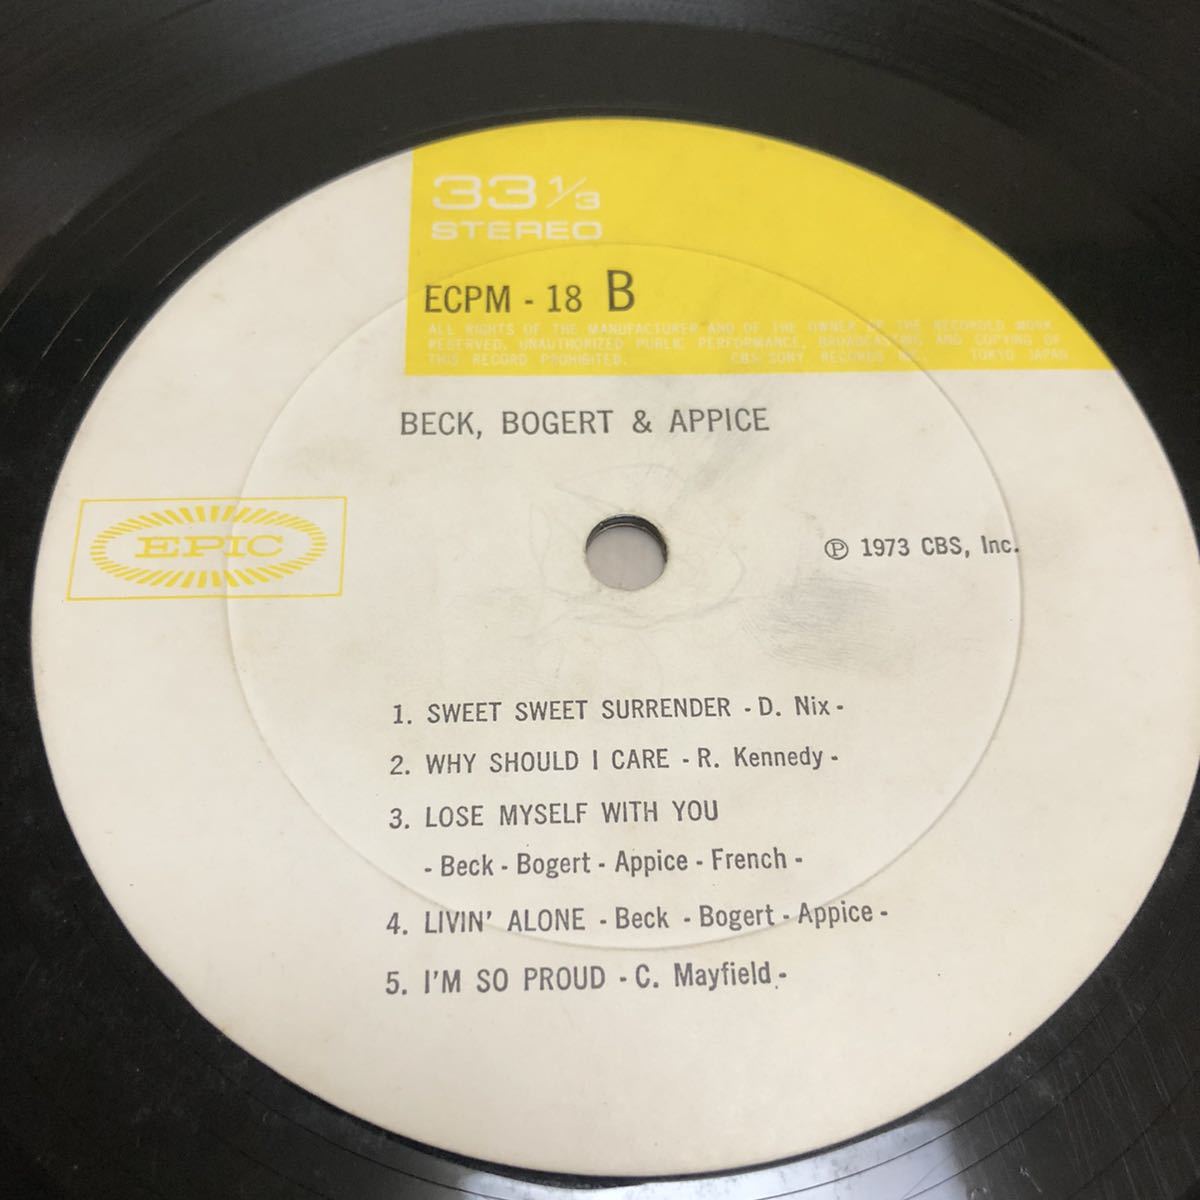 33 1/3
STEREO
ECPM - 18 B
ALL RIGHTS OF THE MANUFACTURER AND OF THE OWNER OF THE RECORDED WORK
RESERVED. UNAUTHORIZED PUBLIC PERFORMANCE, BROADCASTING AND COPYING OF
THIS RECORD PROHIBITED. CBS/SONY RECORDS INC. TOKYO JAPAN
BECK, BOGERT & APPICE
EPIC
℗ 1973 CBS, Inc.
1. SWEET SWEET SURRENDER - D. Nix -
2. WHY SHOULD I CARE - R. Kennedy -
3. LOSE MYSELF WITH YOU
- Beck - Bogert - Appice - French -
4. LIVIN' ALONE - Beck - Bogert - Appice -
5. I'M SO PROUD - C. Mayfield -